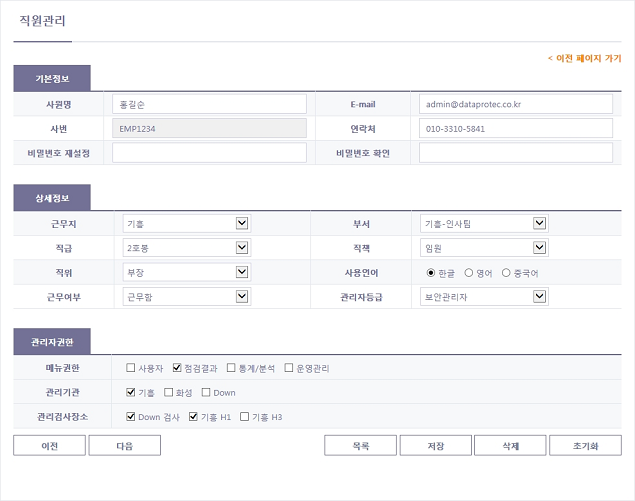 직원관리
< 이전 페이지 가기
기본정보
사원명 홍길순 E-mail admin@dataprotec.co.kr
사번 EMP1234 연락처 010-3310-5841
비밀번호 재설정 비밀번호 확인
상세정보
근무지 기흥 부서 기흥-인사팀
직급 2호봉 직책 임원
직위 부장 사용언어 한글 영어 중국어
근무여부 근무함 관리자등급 보안관리자
관리자권한
메뉴권한 사용자 점검결과 통계/분석 운영관리
관리기관 기흥 화성 Down
관리검사장소 Down 검사 기흥 H1 기흥 H3
이전 다음 목록 저장 삭제 초기화